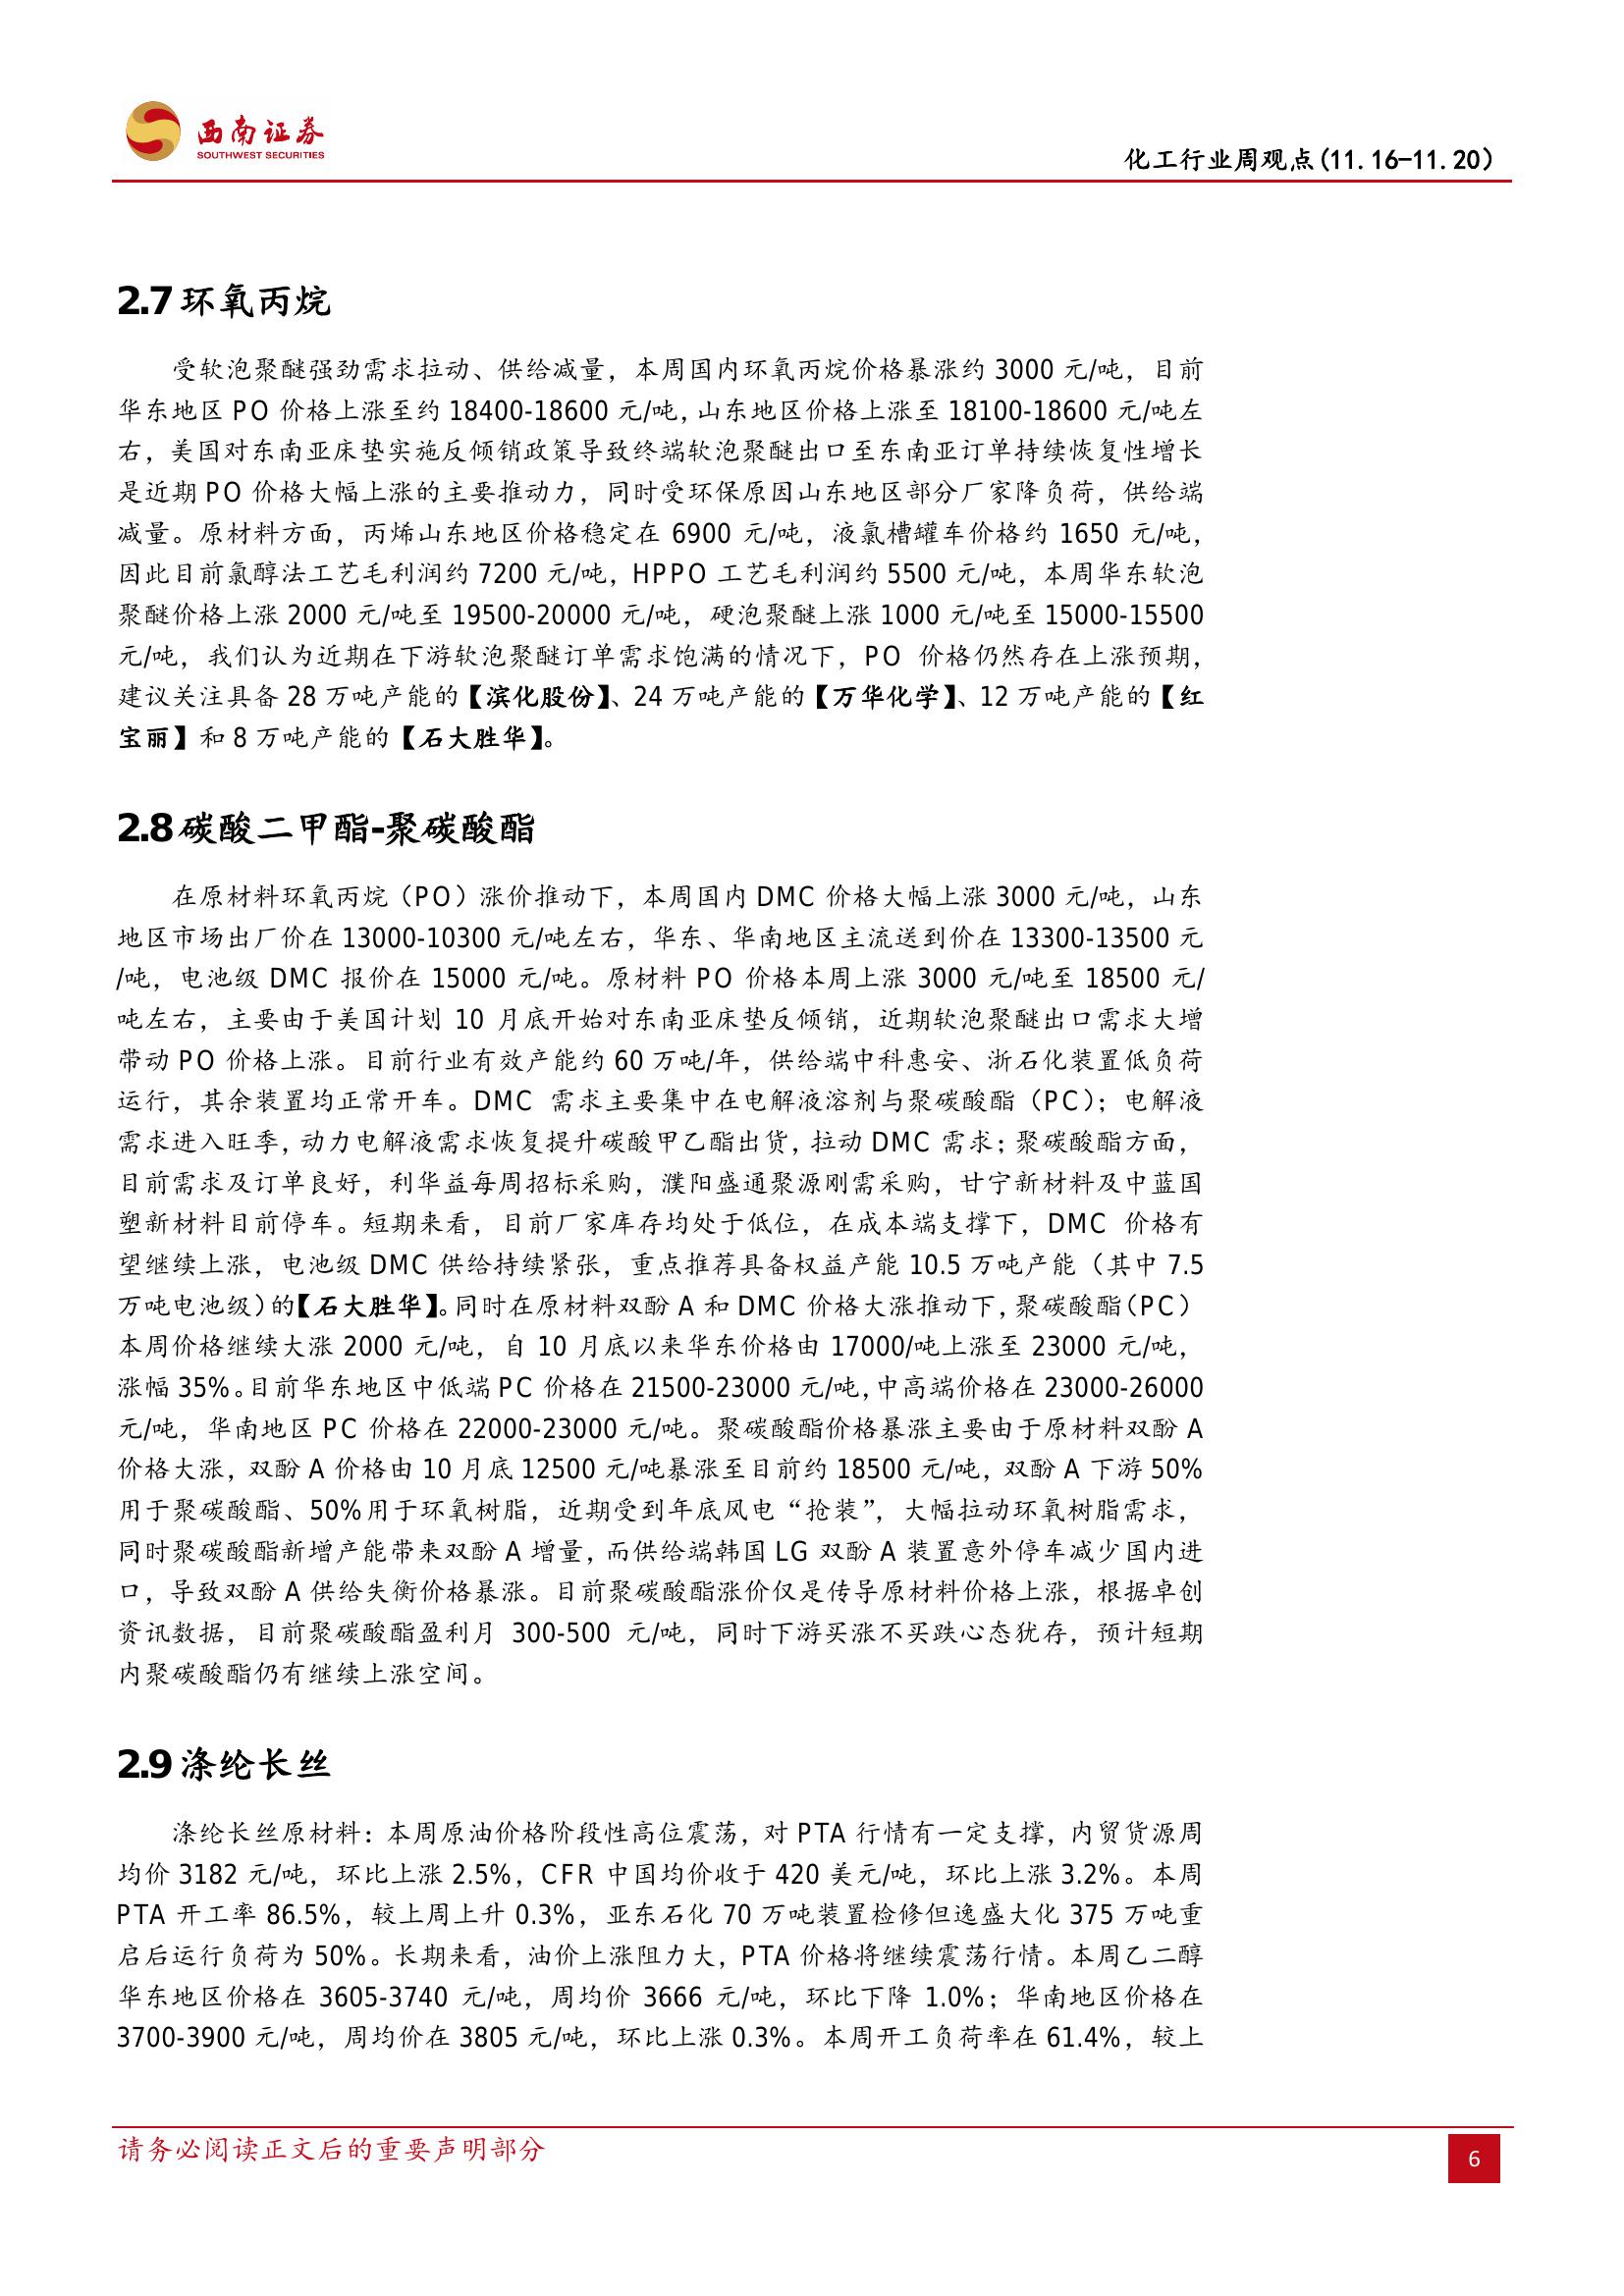 西南证券
SOUTHWEST SECURITIES
化工行业周观点(11.16-11.20）
2.7 环氧丙烷
受软泡聚醚强劲需求拉动、供给减量，本周国内环氧丙烷价格暴涨约 3000 元/吨，目前
华东地区 PO 价格上涨至约 18400-18600 元/吨，山东地区价格上涨至 18100-18600 元/吨左
右，美国对东南亚床垫实施反倾销政策导致终端软泡聚醚出口至东南亚订单持续恢复性增长
是近期 PO 价格大幅上涨的主要推动力，同时受环保原因山东地区部分厂家降负荷，供给端
减量。原材料方面，丙烯山东地区价格稳定在 6900 元/吨，液氯槽罐车价格约 1650 元/吨，
因此目前氯醇法工艺毛利润约 7200 元/吨，HPPO 工艺毛利润约 5500 元/吨，本周华东软泡
聚醚价格上涨 2000 元/吨至 19500-20000 元/吨，硬泡聚醚上涨 1000 元/吨至 15000-15500
元/吨，我们认为近期在下游软泡聚醚订单需求饱满的情况下，PO 价格仍然存在上涨预期，
建议关注具备 28 万吨产能的【滨化股份】、24 万吨产能的【万华化学】、12 万吨产能的【红
宝丽】和 8 万吨产能的【石大胜华】。
2.8 碳酸二甲酯-聚碳酸酯
在原材料环氧丙烷（PO）涨价推动下，本周国内 DMC 价格大幅上涨 3000 元/吨，山东
地区市场出厂价在 13000-10300 元/吨左右，华东、华南地区主流送到价在 13300-13500 元
/吨，电池级 DMC 报价在 15000 元/吨。原材料 PO 价格本周上涨 3000 元/吨至 18500 元/
吨左右，主要由于美国计划 10 月底开始对东南亚床垫反倾销，近期软泡聚醚出口需求大增
带动 PO 价格上涨。目前行业有效产能约 60 万吨/年，供给端中科惠安、浙石化装置低负荷
运行，其余装置均正常开车。DMC 需求主要集中在电解液溶剂与聚碳酸酯（PC）；电解液
需求进入旺季，动力电解液需求恢复提升碳酸甲乙酯出货，拉动 DMC 需求；聚碳酸酯方面，
目前需求及订单良好，利华益每周招标采购，濮阳盛通聚源刚需采购，甘宁新材料及中蓝国
塑新材料目前停车。短期来看，目前厂家库存均处于低位，在成本端支撑下，DMC 价格有
望继续上涨，电池级 DMC 供给持续紧张，重点推荐具备权益产能 10.5 万吨产能（其中 7.5
万吨电池级）的【石大胜华】。同时在原材料双酚 A 和 DMC 价格大涨推动下，聚碳酸酯（PC）
本周价格继续大涨 2000 元/吨，自 10 月底以来华东价格由 17000/吨上涨至 23000 元/吨，
涨幅 35%。目前华东地区中低端 PC 价格在 21500-23000 元/吨，中高端价格在 23000-26000
元/吨，华南地区 PC 价格在 22000-23000 元/吨。聚碳酸酯价格暴涨主要由于原材料双酚 A
价格大涨，双酚 A 价格由 10 月底 12500 元/吨暴涨至目前约 18500 元/吨，双酚 A 下游 50%
用于聚碳酸酯、50%用于环氧树脂，近期受到年底风电“抢装”，大幅拉动环氧树脂需求，
同时聚碳酸酯新增产能带来双酚 A 增量，而供给端韩国 LG 双酚 A 装置意外停车减少国内进
口，导致双酚 A 供给失衡价格暴涨。目前聚碳酸酯涨价仅是传导原材料价格上涨，根据卓创
资讯数据，目前聚碳酸酯盈利月 300-500 元/吨，同时下游买涨不买跌心态犹存，预计短期
内聚碳酸酯仍有继续上涨空间。
2.9 涤纶长丝
涤纶长丝原材料：本周原油价格阶段性高位震荡，对 PTA 行情有一定支撑，内贸货源周
均价 3182 元/吨，环比上涨 2.5%，CFR 中国均价收于 420 美元/吨，环比上涨 3.2%。本周
PTA 开工率 86.5%，较上周上升 0.3%，亚东石化 70 万吨装置检修但逸盛大化 375 万吨重
启后运行负荷为 50%。长期来看，油价上涨阻力大，PTA 价格将继续震荡行情。本周乙二醇
华东地区价格在 3605-3740 元/吨，周均价 3666 元/吨，环比下降 1.0%；华南地区价格在
3700-3900 元/吨，周均价在 3805 元/吨，环比上涨 0.3%。本周开工负荷率在 61.4%，较上
请务必阅读正文后的重要声明部分
6